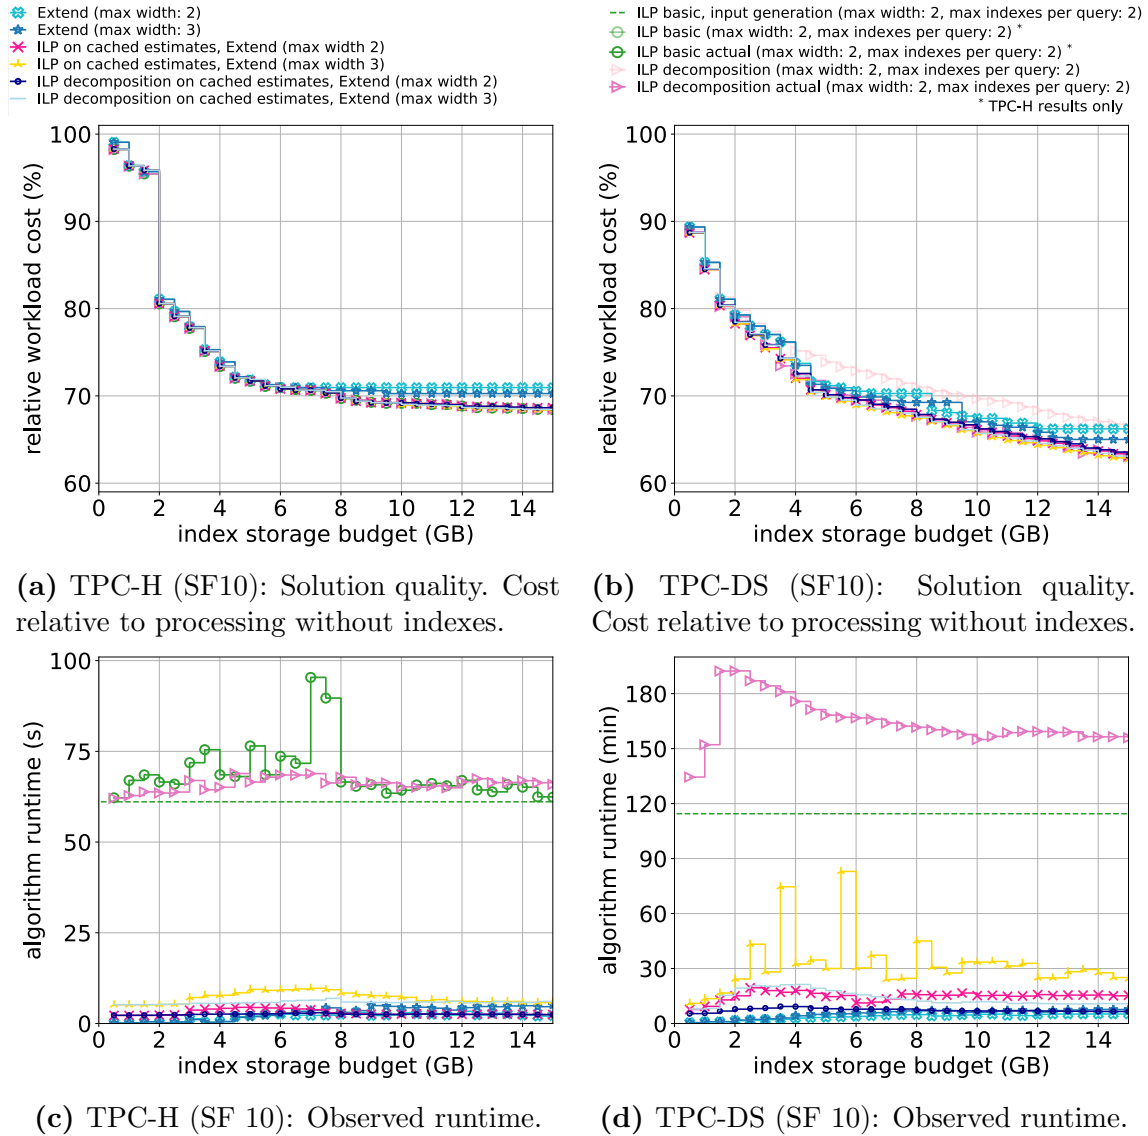 Extend (max width: 2)
Extend (max width: 3)
ILP on cached estimates, Extend (max width 2)
ILP on cached estimates, Extend (max width 3)
ILP decomposition on cached estimates, Extend (max width 2)
ILP decomposition on cached estimates, Extend (max width 3)
ILP basic, input generation (max width: 2, max indexes per query: 2)
ILP basic (max width: 2, max indexes per query: 2) *
ILP basic actual (max width: 2, max indexes per query: 2) *
ILP decomposition (max width: 2, max indexes per query: 2)
ILP decomposition actual (max width: 2, max indexes per query: 2)
* TPC-H results only
relative workload cost (%)
100
90
80
70
60
0 2 4 6 8 10 12 14
index storage budget (GB)
relative workload cost (%)
100
90
80
70
60
0 2 4 6 8 10 12 14
index storage budget (GB)
(a) TPC-H (SF10): Solution quality. Cost
relative to processing without indexes.
(b) TPC-DS (SF10): Solution quality.
Cost relative to processing without indexes.
algorithm runtime (s)
100
75
50
25
0
0 2 4 6 8 10 12 14
index storage budget (GB)
algorithm runtime (min)
180
150
120
90
60
30
0
0 2 4 6 8 10 12 14
index storage budget (GB)
(c) TPC-H (SF 10): Observed runtime.
(d) TPC-DS (SF 10): Observed runtime.